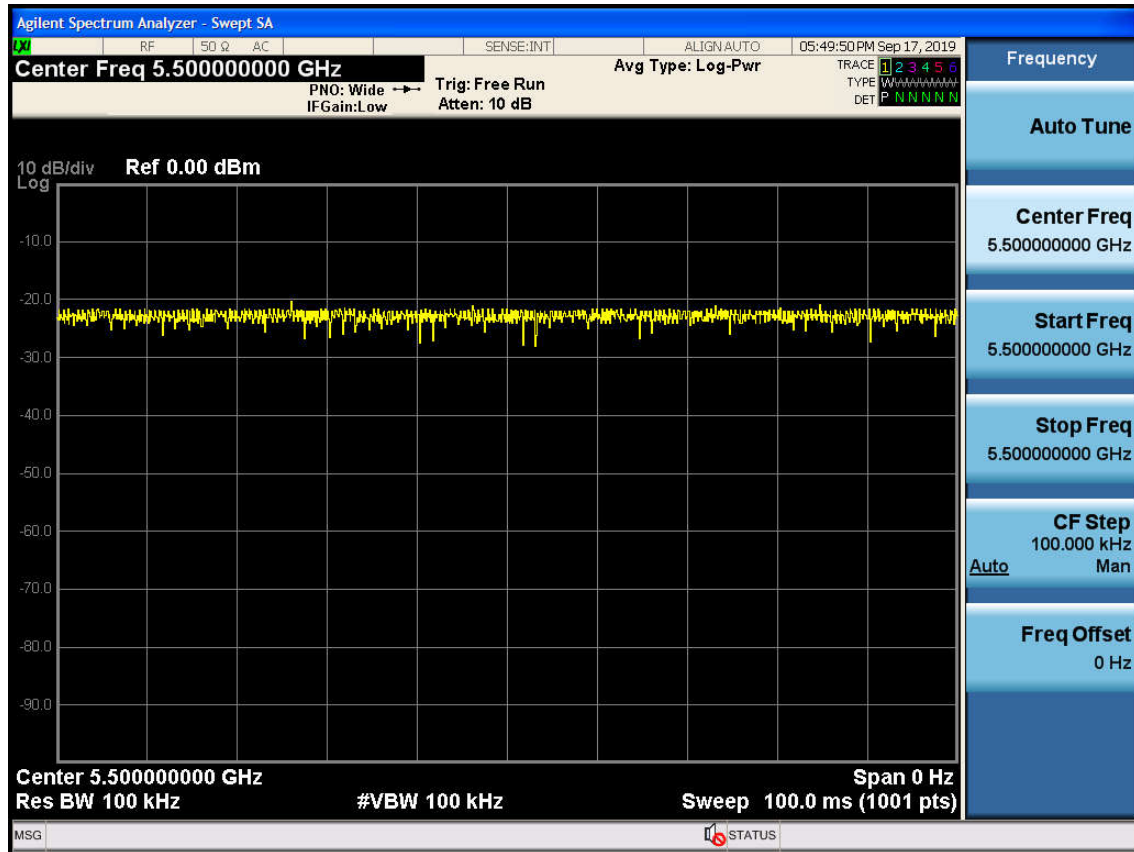 Agilent Spectrum Analyzer - Swept SA
LXI RF 50 Ω AC SENSE:INT ALIGN AUTO 05:49:50 PM Sep 17, 2019
Center Freq 5.500000000 GHz
PNO: Wide
IFGain:Low
Trig: Free Run
Atten: 10 dB
Avg Type: Log-Pwr
TRACE 1 2 3 4 5 6
TYPE
DET P N N N N N
10 dB/div Ref 0.00 dBm
Log
-10.0
-20.0
-30.0
-40.0
-50.0
-60.0
-70.0
-80.0
-90.0
Center 5.500000000 GHz Span 0 Hz
Res BW 100 kHz #VBW 100 kHz Sweep 100.0 ms (1001 pts)
MSG STATUS
Frequency
Auto Tune
Center Freq
5.500000000 GHz
Start Freq
5.500000000 GHz
Stop Freq
5.500000000 GHz
CF Step
100.000 kHz
Auto Man
Freq Offset
0 Hz